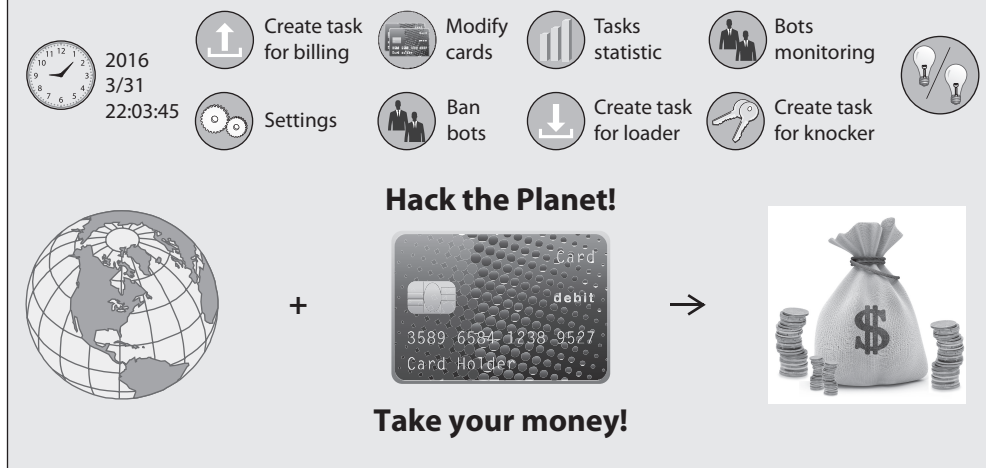 2016
3/31
22:03:45
Create task
for billing
Modify
cards
Tasks
statistic
Bots
monitoring
Settings
Ban
bots
Create task
for loader
Create task
for knocker
Hack the Planet!
+
Card
debit
3589 6584 1238 9527
Card Holder
$
Take your money!